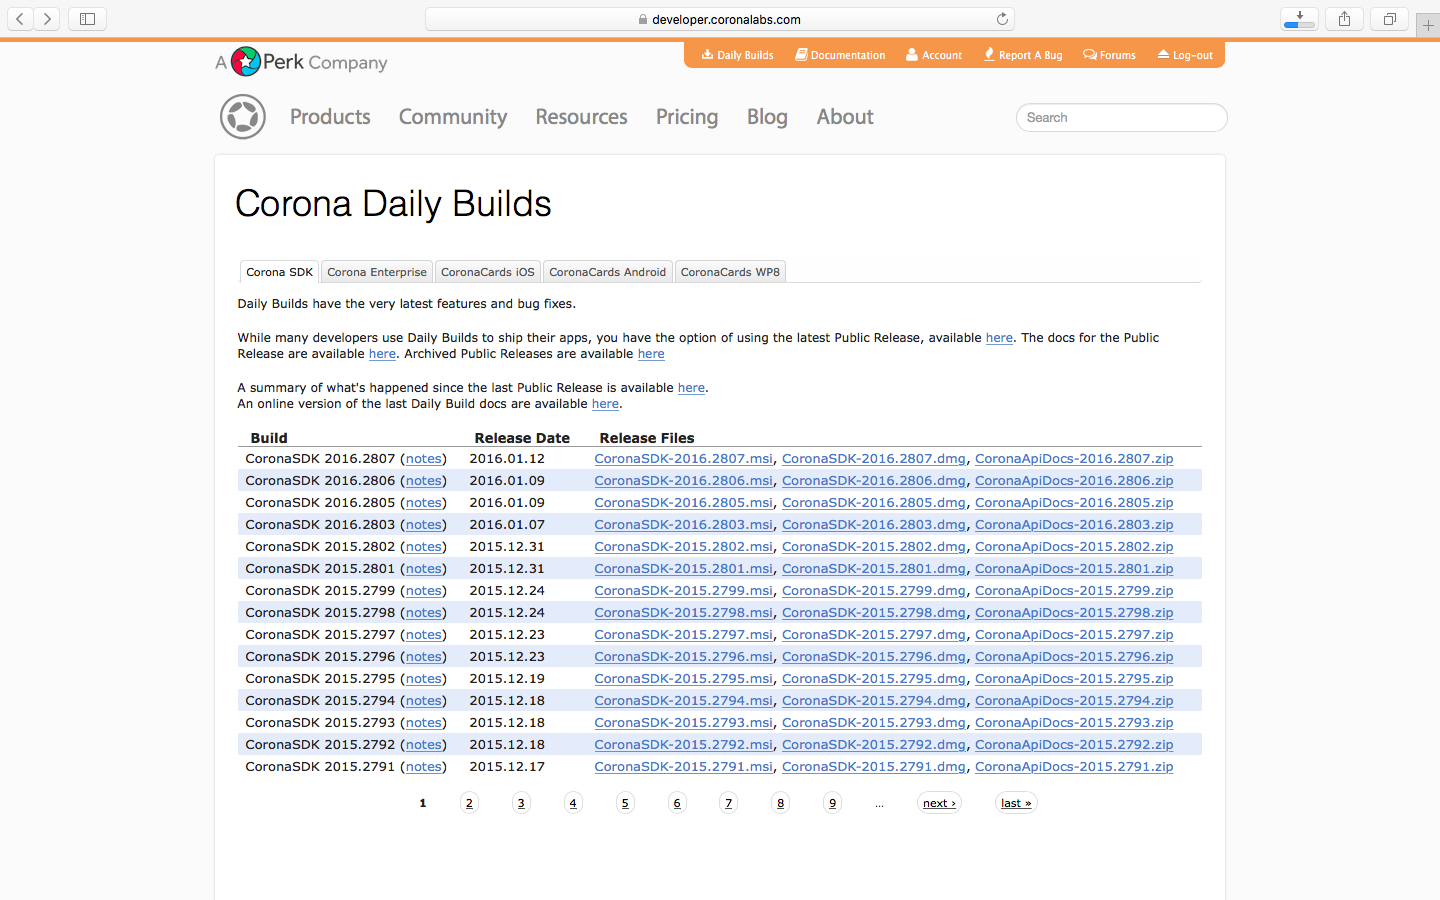 developer.coronalabs.com
A Perk Company
Daily Builds Documentation Account Report A Bug Forums Log-out
Products Community Resources Pricing Blog About
Search
Corona Daily Builds
Corona SDK Corona Enterprise CoronaCards iOS CoronaCards Android CoronaCards WP8
Daily Builds have the very latest features and bug fixes.
While many developers use Daily Builds to ship their apps, you have the option of using the latest Public Release, available here. The docs for the Public
Release are available here. Archived Public Releases are available here
A summary of what's happened since the last Public Release is available here.
An online version of the last Daily Build docs are available here.
Build Release Date Release Files
CoronaSDK 2016.2807 (notes) 2016.01.12 CoronaSDK-2016.2807.msi, CoronaSDK-2016.2807.dmg, CoronaApiDocs-2016.2807.zip
CoronaSDK 2016.2806 (notes) 2016.01.09 CoronaSDK-2016.2806.msi, CoronaSDK-2016.2806.dmg, CoronaApiDocs-2016.2806.zip
CoronaSDK 2016.2805 (notes) 2016.01.09 CoronaSDK-2016.2805.msi, CoronaSDK-2016.2805.dmg, CoronaApiDocs-2016.2805.zip
CoronaSDK 2016.2803 (notes) 2016.01.07 CoronaSDK-2016.2803.msi, CoronaSDK-2016.2803.dmg, CoronaApiDocs-2016.2803.zip
CoronaSDK 2015.2802 (notes) 2015.12.31 CoronaSDK-2015.2802.msi, CoronaSDK-2015.2802.dmg, CoronaApiDocs-2015.2802.zip
CoronaSDK 2015.2801 (notes) 2015.12.31 CoronaSDK-2015.2801.msi, CoronaSDK-2015.2801.dmg, CoronaApiDocs-2015.2801.zip
CoronaSDK 2015.2799 (notes) 2015.12.24 CoronaSDK-2015.2799.msi, CoronaSDK-2015.2799.dmg, CoronaApiDocs-2015.2799.zip
CoronaSDK 2015.2798 (notes) 2015.12.24 CoronaSDK-2015.2798.msi, CoronaSDK-2015.2798.dmg, CoronaApiDocs-2015.2798.zip
CoronaSDK 2015.2797 (notes) 2015.12.23 CoronaSDK-2015.2797.msi, CoronaSDK-2015.2797.dmg, CoronaApiDocs-2015.2797.zip
CoronaSDK 2015.2796 (notes) 2015.12.23 CoronaSDK-2015.2796.msi, CoronaSDK-2015.2796.dmg, CoronaApiDocs-2015.2796.zip
CoronaSDK 2015.2795 (notes) 2015.12.19 CoronaSDK-2015.2795.msi, CoronaSDK-2015.2795.dmg, CoronaApiDocs-2015.2795.zip
CoronaSDK 2015.2794 (notes) 2015.12.18 CoronaSDK-2015.2794.msi, CoronaSDK-2015.2794.dmg, CoronaApiDocs-2015.2794.zip
CoronaSDK 2015.2793 (notes) 2015.12.18 CoronaSDK-2015.2793.msi, CoronaSDK-2015.2793.dmg, CoronaApiDocs-2015.2793.zip
CoronaSDK 2015.2792 (notes) 2015.12.18 CoronaSDK-2015.2792.msi, CoronaSDK-2015.2792.dmg, CoronaApiDocs-2015.2792.zip
CoronaSDK 2015.2791 (notes) 2015.12.17 CoronaSDK-2015.2791.msi, CoronaSDK-2015.2791.dmg, CoronaApiDocs-2015.2791.zip
1 2 3 4 5 6 7 8 9 ... next › last »